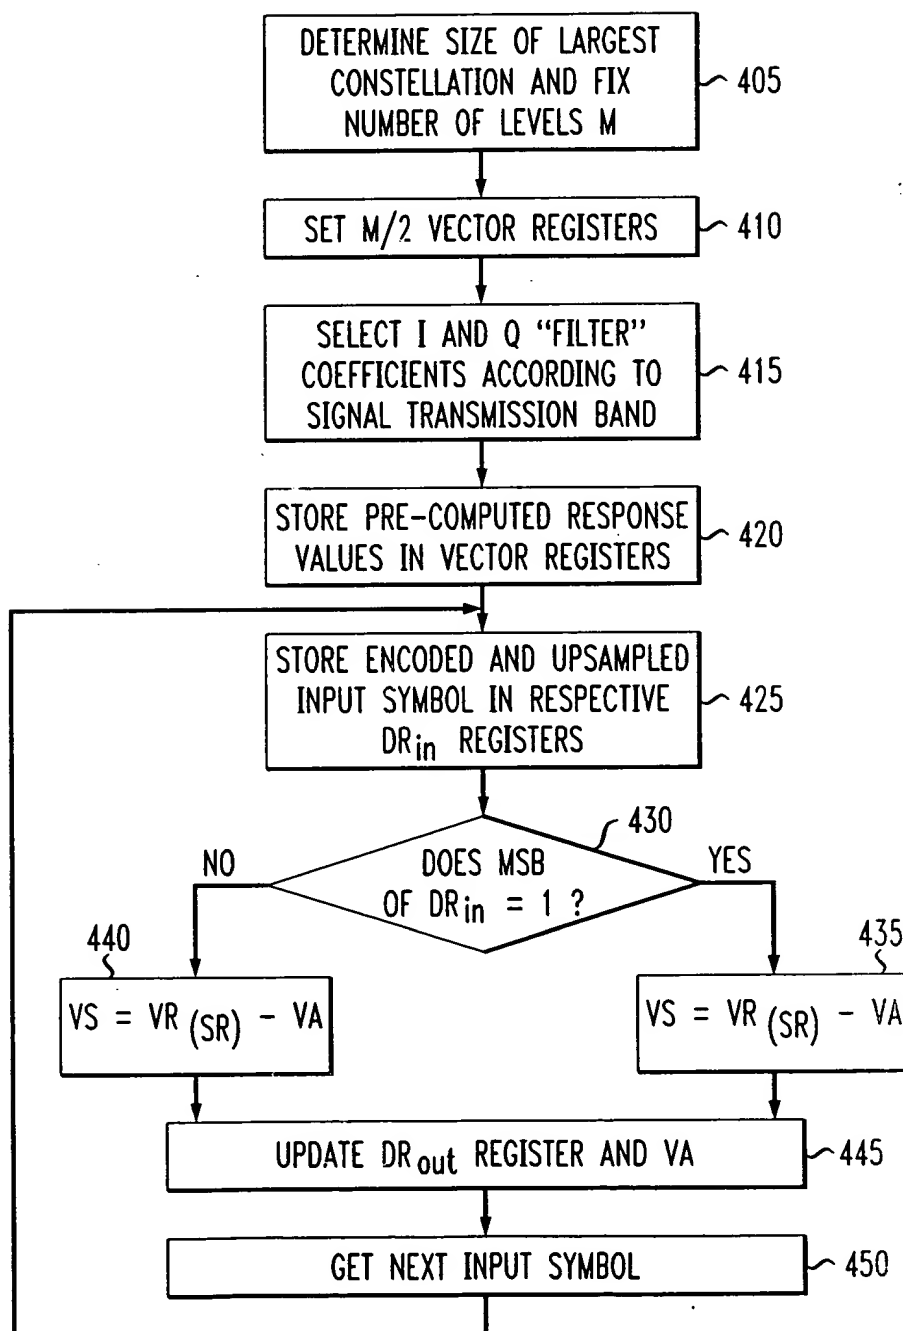 DETERMINE SIZE OF LARGEST
CONSTELLATION AND FIX
NUMBER OF LEVELS M
405
SET M/2 VECTOR REGISTERS
410
SELECT I AND Q “FILTER”
COEFFICIENTS ACCORDING TO
SIGNAL TRANSMISSION BAND
415
STORE PRE-COMPUTED RESPONSE
VALUES IN VECTOR REGISTERS
420
STORE ENCODED AND UPSAMPLED
INPUT SYMBOL IN RESPECTIVE
DRin REGISTERS
425
430
DOES MSB
OF DRin = 1 ?
NO
YES
440
VS = VR (SR) - VA
435
VS = VR (SR) - VA
UPDATE DRout REGISTER AND VA
445
GET NEXT INPUT SYMBOL
450